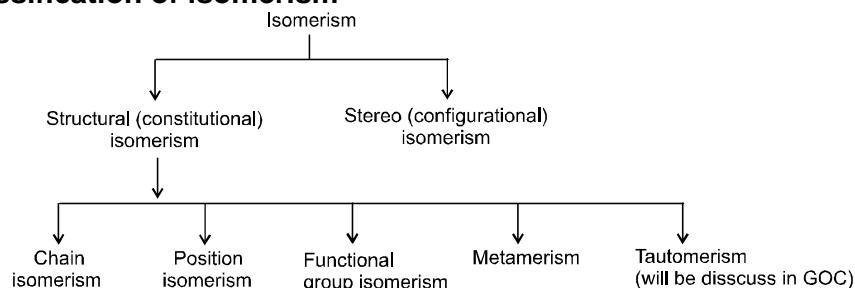 Isomerism
Structural (constitutional)
isomerism
Stereo (configurational)
isomerism
Chain
isomerism
Position
isomerism
Functional
group isomerism
Metamerism
Tautomerism
(will be disscuss in GOC)